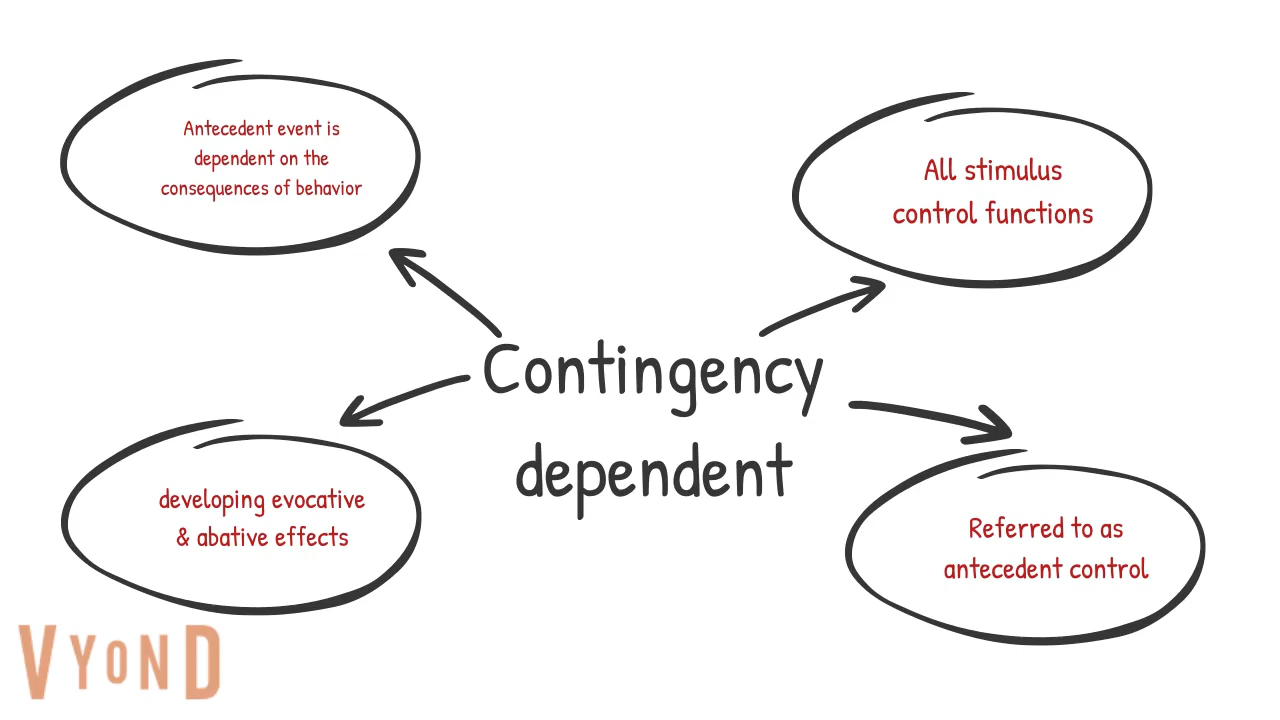 Antecedent event is
dependent on the
consequences of behavior
All stimulus
control functions
Contingency
dependent
developing evocative
& abative effects
Referred to as
antecedent control
VYOND